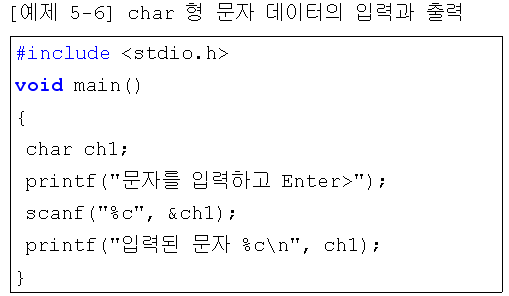 [예제 5-6] char 형 문자 데이터의 입력과 출력
#include <stdio.h>
void main()
{
char ch1;
printf("문자를 입력하고 Enter>");
scanf("%c", &ch1);
printf("입력된 문자 %c\n", ch1);
}